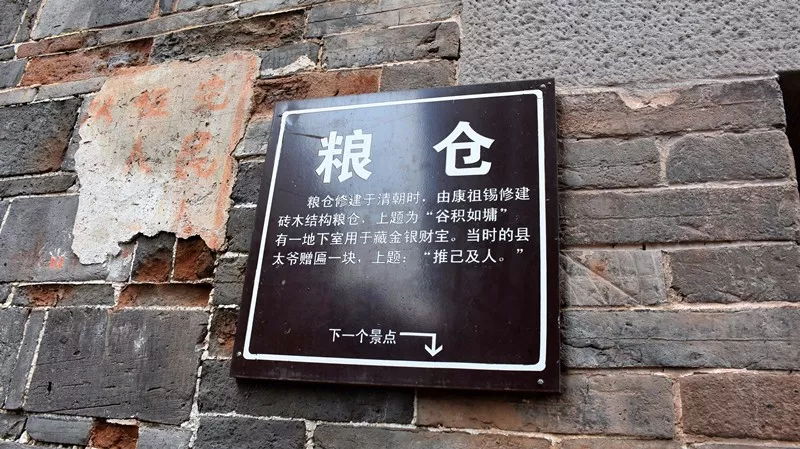 粮 仓
粮仓修建于清朝时，由康祖锡修建
砖木结构粮仓，上题为“谷积如墉”
有一地下室用于藏金银财宝。当时的县
太爷赠匾一块，上题：“推己及人。”
下一个景点